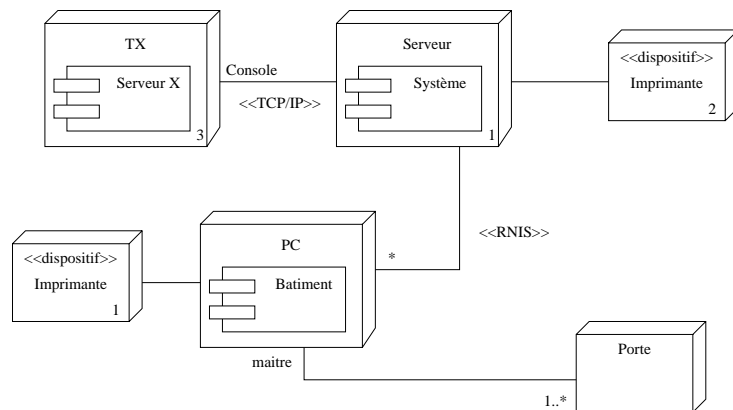 TX
Serveur X
3
Console
<<TCP/IP>>
Serveur
Système
1
<<dispositif>>
Imprimante
2
<<RNIS>>
<<dispositif>>
Imprimante
1
PC
Batiment
*
maitre
Porte
1..*